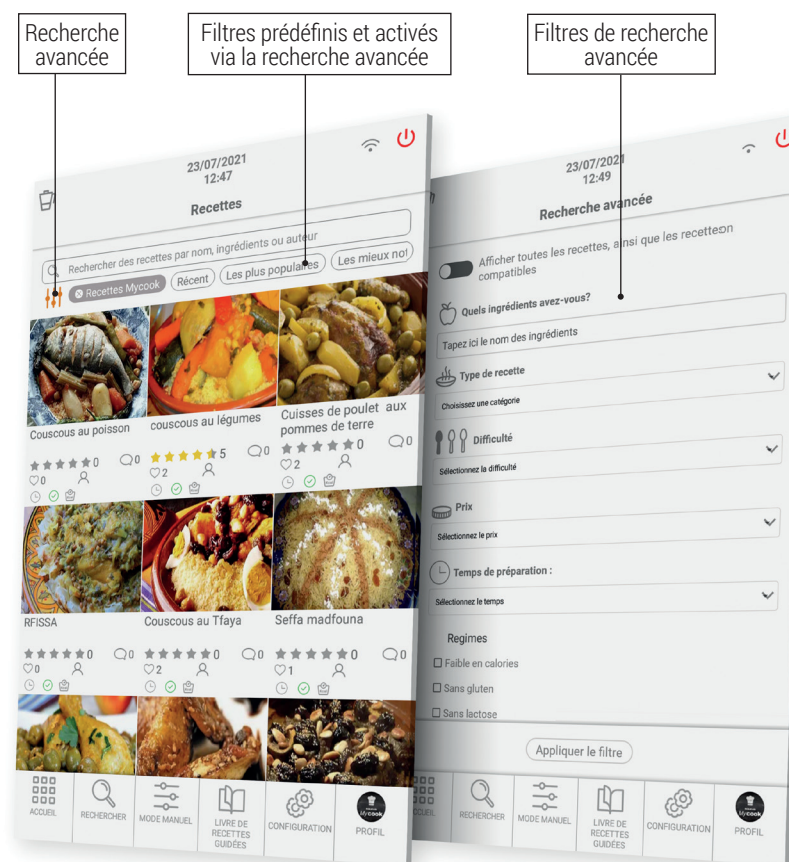 Recherche
avancée
Filtres prédéfinis et activés
via la recherche avancée
Filtres de recherche
avancée
23/07/2021
12:47
Recettes
Rechercher des recettes par nom, ingrédients ou auteur
Recettes Mycook
Récent
Les plus populaires
Les mieux not
Couscous au poisson
couscous au légumes
Cuisses de poulet aux
pommes de terre
0 0
5 0
0 0
0
2
2
RFISSA
Couscous au Tfaya
Seffa madfouna
0 0
0 0
0 0
0
2
1
ACCUEIL
RECHERCHER
MODE MANUEL
LIVRE DE
RECETTES
GUIDÉES
CONFIGURATION
Mycook
PROFIL
23/07/2021
12:49
Recherche avancée
Afficher toutes les recettes, ainsi que les recetteson
compatibles
Quels ingrédients avez-vous?
Tapez ici le nom des ingrédients
Type de recette
Choisissez une catégorie
Difficulté
Sélectionnez la difficulté
Prix
Sélectionnez le prix
Temps de préparation :
Sélectionnez le temps
Regimes
Faible en calories
Sans gluten
Sans lactose
Appliquer le filtre
CUEIL
RECHERCHER
MODE MANUEL
LIVRE DE
RECETTES
GUIDÉES
CONFIGURATION
Mycook
PROFIL